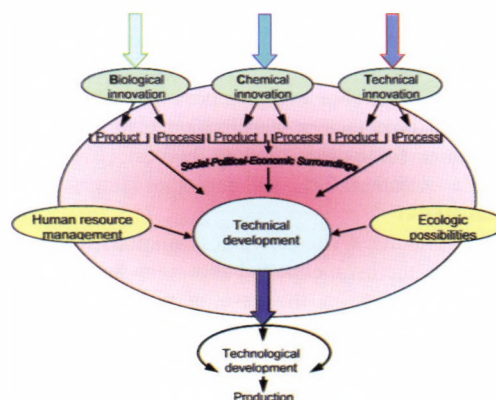 Biological
innovation
Chemical
innovation
Technical
innovation
Product Process Product Process Product Process
Social-Political-Economic Surroundings
Human resource
management
Technical
development
Ecologic
possibilities
Technological
development
Production